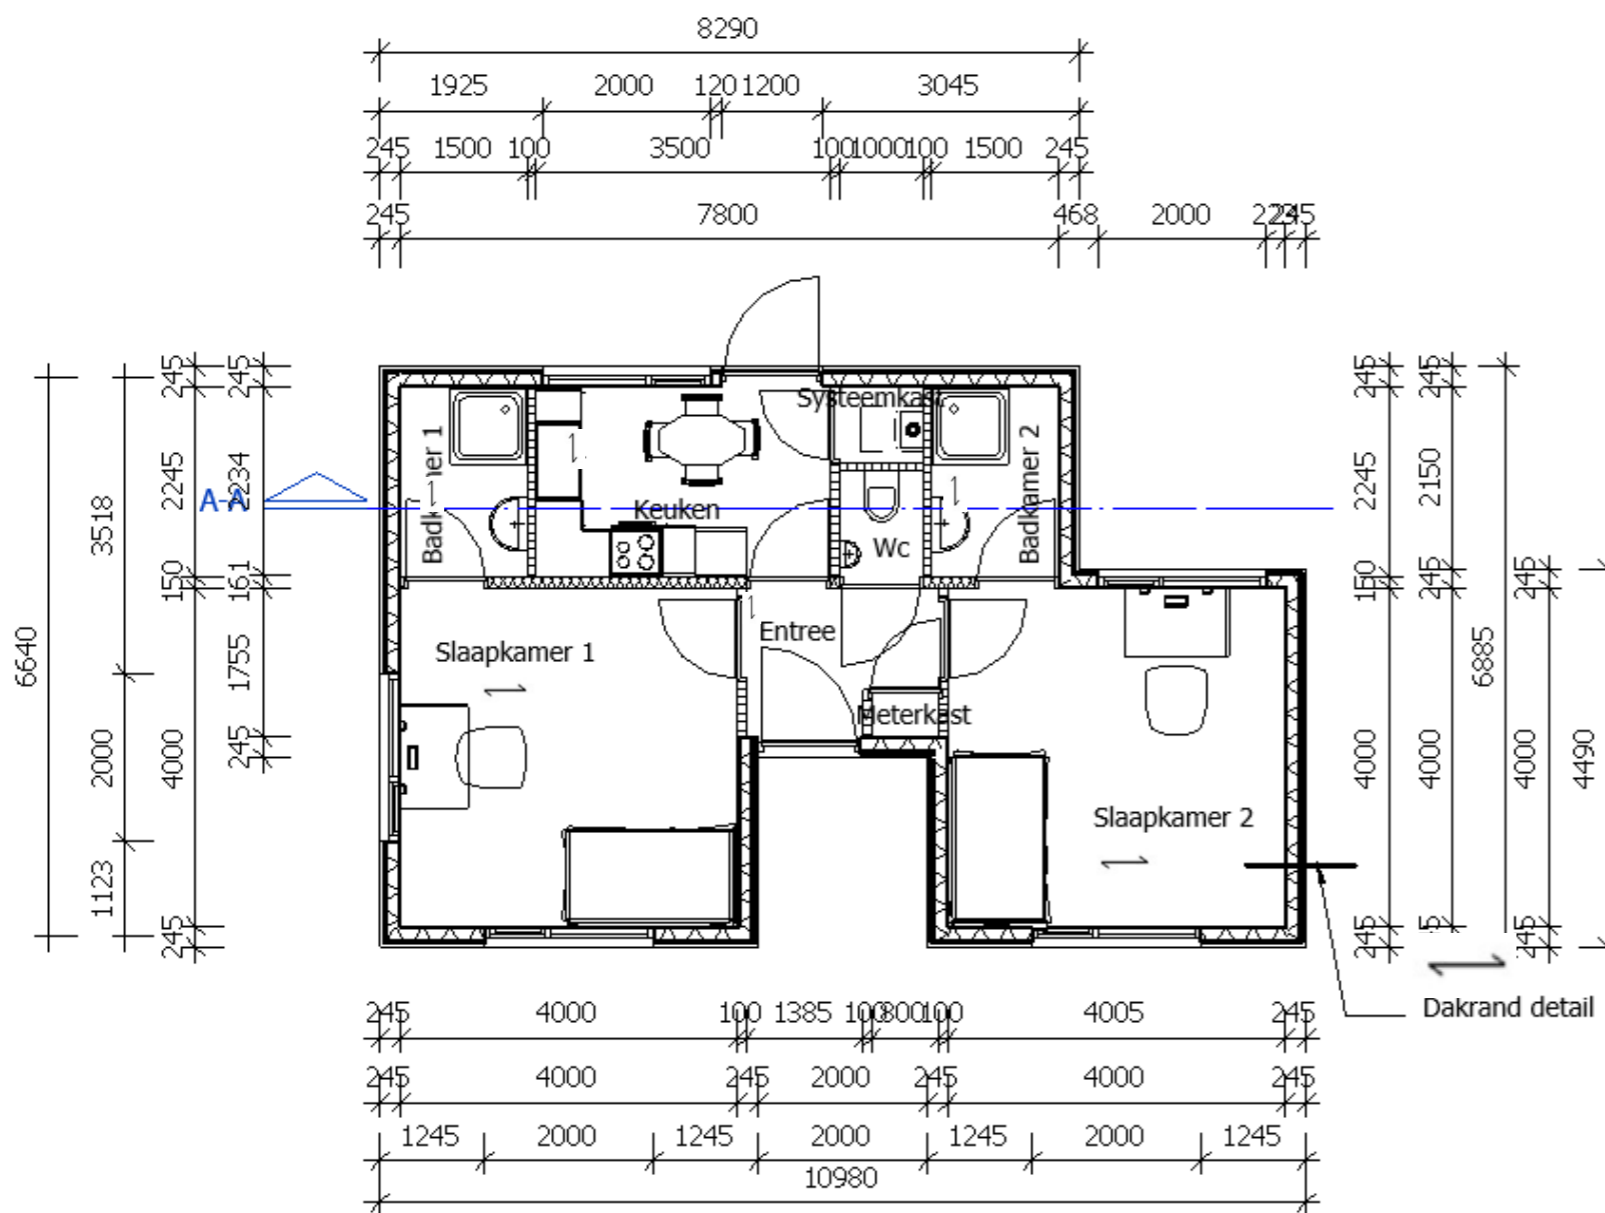 8290
1925 2000 120 1200 3045
245 1500 100 3500 100 1000 100 1500 245
245 7800 468 2000 223 245
6640
3518 2000 1123
245 2245 150 4000 245
245 2234 161 1755 245
A-A
Badkamer 1
Keuken
Systeemkast
Wc
Badkamer 2
Slaapkamer 1
Entree
Meterkast
Slaapkamer 2
245 2245 150 4000 245
245 2150 245 4000
6885
245 4000 245
4490
Dakrand detail
245 4000 100 1385 100 800 100 4005 245
245 4000 245 2000 245 4000 245
1245 2000 1245 2000 1245 2000 1245
10980